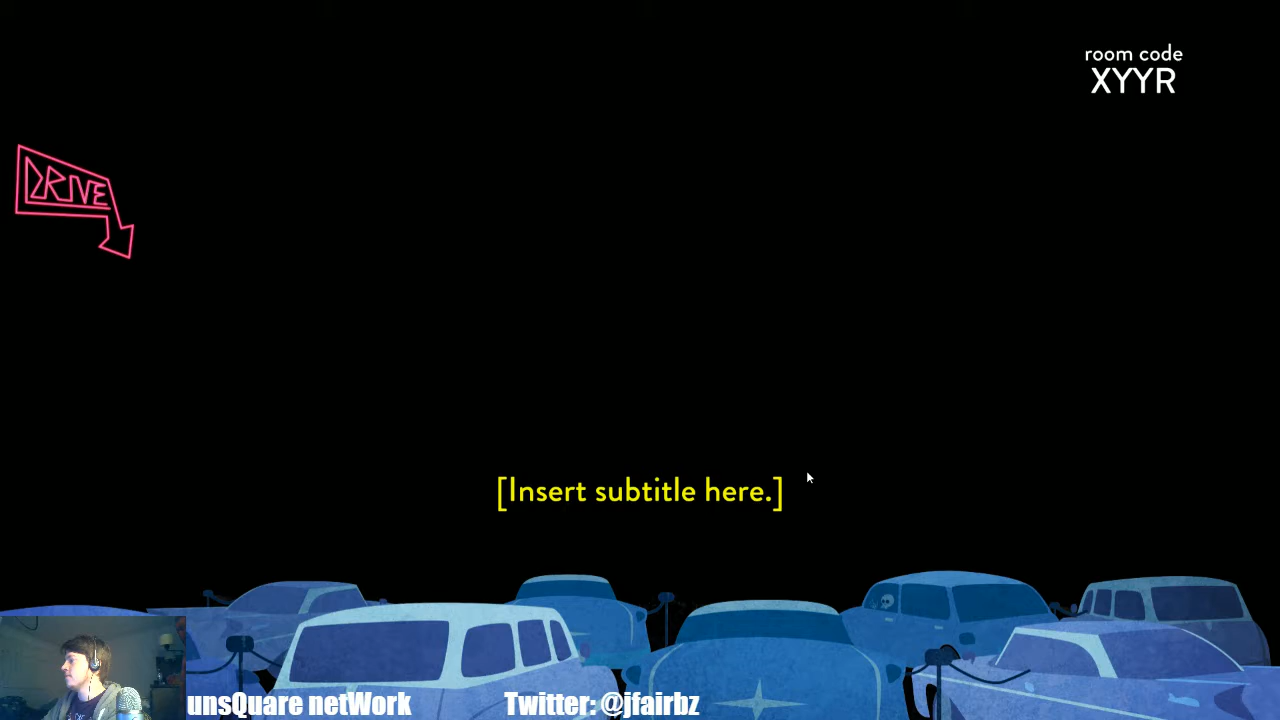 room code
XYYR
DRIVE
[Insert subtitle here.]
unsQuare netWork
Twitter: @jfairbz